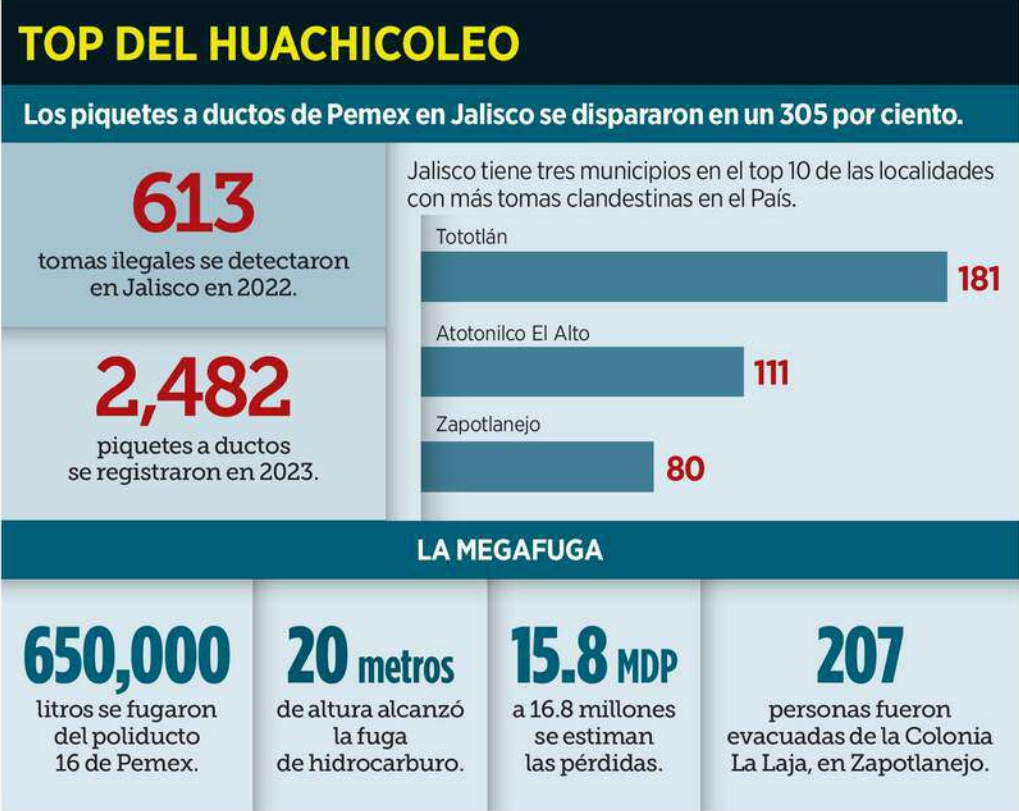 TOP DEL HUACHICOLEO
Los piquetes a ductos de Pemex en Jalisco se dispararon en un 305 por ciento.
613
tomas ilegales se detectaron
en Jalisco en 2022.
2,482
piquetes a ductos
se registraron en 2023.
Jalisco tiene tres municipios en el top 10 de las localidades
con más tomas clandestinas en el País.
Tototlán
181
Atotonilco El Alto
111
Zapotlanejo
80
LA MEGAFUGA
650,000
litros se fugaron
del poliducto
16 de Pemex.
20 metros
de altura alcanzó
la fuga
de hidrocarburo.
15.8 MDP
a 16.8 millones
se estiman
las pérdidas.
207
personas fueron
evacuadas de la Colonia
La Laja, en Zapotlanejo.